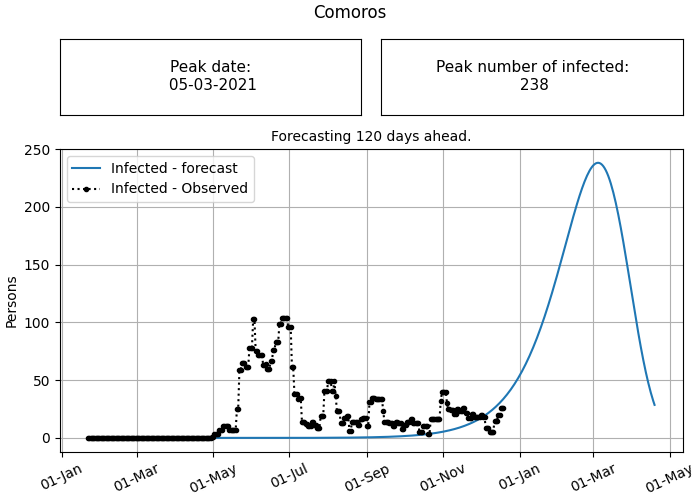 Comoros
Peak date:
05-03-2021
Peak number of infected:
238
Forecasting 120 days ahead.
Infected - forecast
Infected - Observed
Persons
250
200
150
100
50
0
01-Jan
01-Mar
01-May
01-Jul
01-Sep
01-Nov
01-Jan
01-Mar
01-May